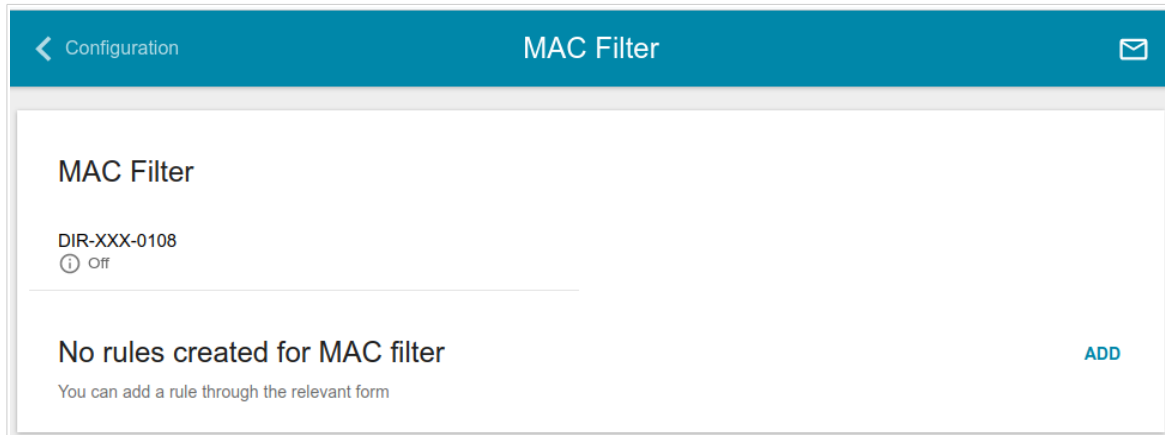 Configuration
MAC Filter
MAC Filter
DIR-XXX-0108
Off
No rules created for MAC filter
ADD
You can add a rule through the relevant form